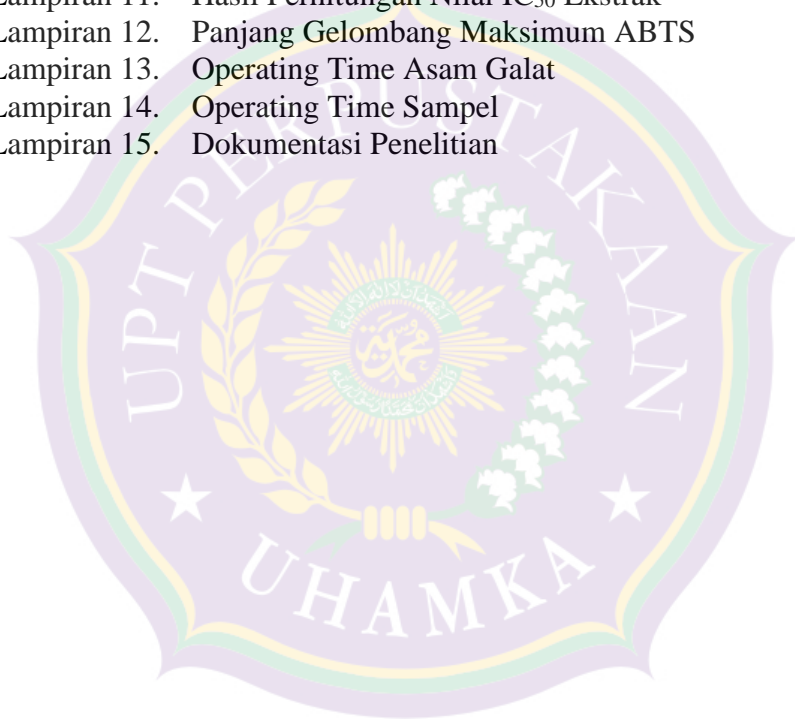 Lampiran 11. Hasil Perhitungan Nilai IC50 Ekstrak
Lampiran 12. Panjang Gelombang Maksimum ABTS
Lampiran 13. Operating Time Asam Galat
Lampiran 14. Operating Time Sampel
Lampiran 15. Dokumentasi Penelitian
UPT PERPUSTAKAAN
محمدية
UHAMKA